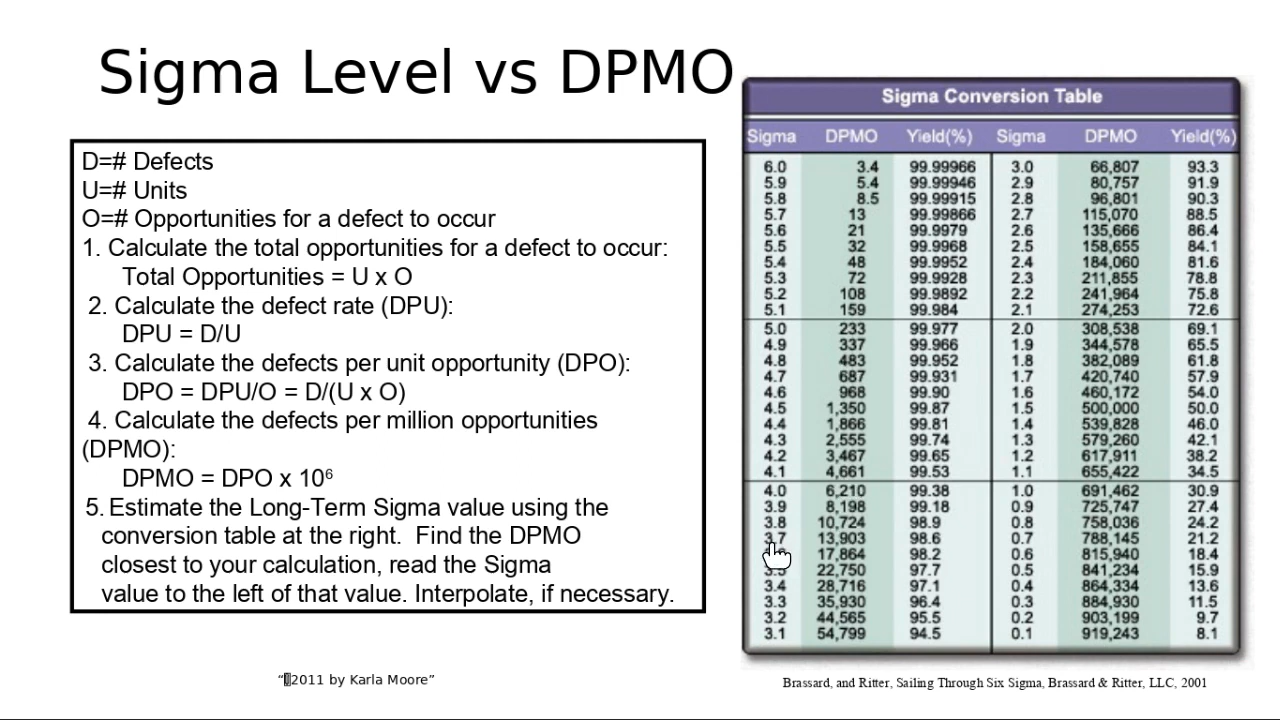 Sigma Level vs DPMO
D=# Defects
U=# Units
O=# Opportunities for a defect to occur
1. Calculate the total opportunities for a defect to occur:
Total Opportunities = U x O
2. Calculate the defect rate (DPU):
DPU = D/U
3. Calculate the defects per unit opportunity (DPO):
DPO = DPU/O = D/(U x O)
4. Calculate the defects per million opportunities
(DPMO):
DPMO = DPO x 10⁶
5. Estimate the Long-Term Sigma value using the
conversion table at the right. Find the DPMO
closest to your calculation, read the Sigma
value to the left of that value. Interpolate, if necessary.
Sigma Conversion Table
Sigma DPMO Yield(%) Sigma DPMO Yield(%)
6.0 3.4 99.99966 3.0 66,807 93.3
5.9 5.4 99.99946 2.9 80,757 91.9
5.8 8.5 99.99915 2.8 96,801 90.3
5.7 13 99.99866 2.7 115,070 88.5
5.6 21 99.9979 2.6 135,666 86.4
5.5 32 99.9968 2.5 158,655 84.1
5.4 48 99.9952 2.4 184,060 81.6
5.3 72 99.9928 2.3 211,855 78.8
5.2 108 99.9892 2.2 241,964 75.8
5.1 159 99.984 2.1 274,253 72.6
5.0 233 99.977 2.0 308,538 69.1
4.9 337 99.966 1.9 344,578 65.5
4.8 483 99.952 1.8 382,089 61.8
4.7 687 99.931 1.7 420,740 57.9
4.6 968 99.90 1.6 460,172 54.0
4.5 1,350 99.87 1.5 500,000 50.0
4.4 1,866 99.81 1.4 539,828 46.0
4.3 2,555 99.74 1.3 579,260 42.1
4.2 3,467 99.65 1.2 617,911 38.2
4.1 4,661 99.53 1.1 655,422 34.5
4.0 6,210 99.38 1.0 691,462 30.9
3.9 8,198 99.18 0.9 725,747 27.4
3.8 10,724 98.9 0.8 758,036 24.2
3.7 13,903 98.6 0.7 788,145 21.2
17,864 98.2 0.6 815,940 18.4
3.5 22,750 97.7 0.5 841,234 15.9
3.4 28,716 97.1 0.4 864,334 13.6
3.3 35,930 96.4 0.3 884,930 11.5
3.2 44,565 95.5 0.2 903,199 9.7
3.1 54,799 94.5 0.1 919,243 8.1
2011 by Karla Moore”
Brassard, and Ritter, Sailing Through Six Sigma, Brassard & Ritter, LLC, 2001